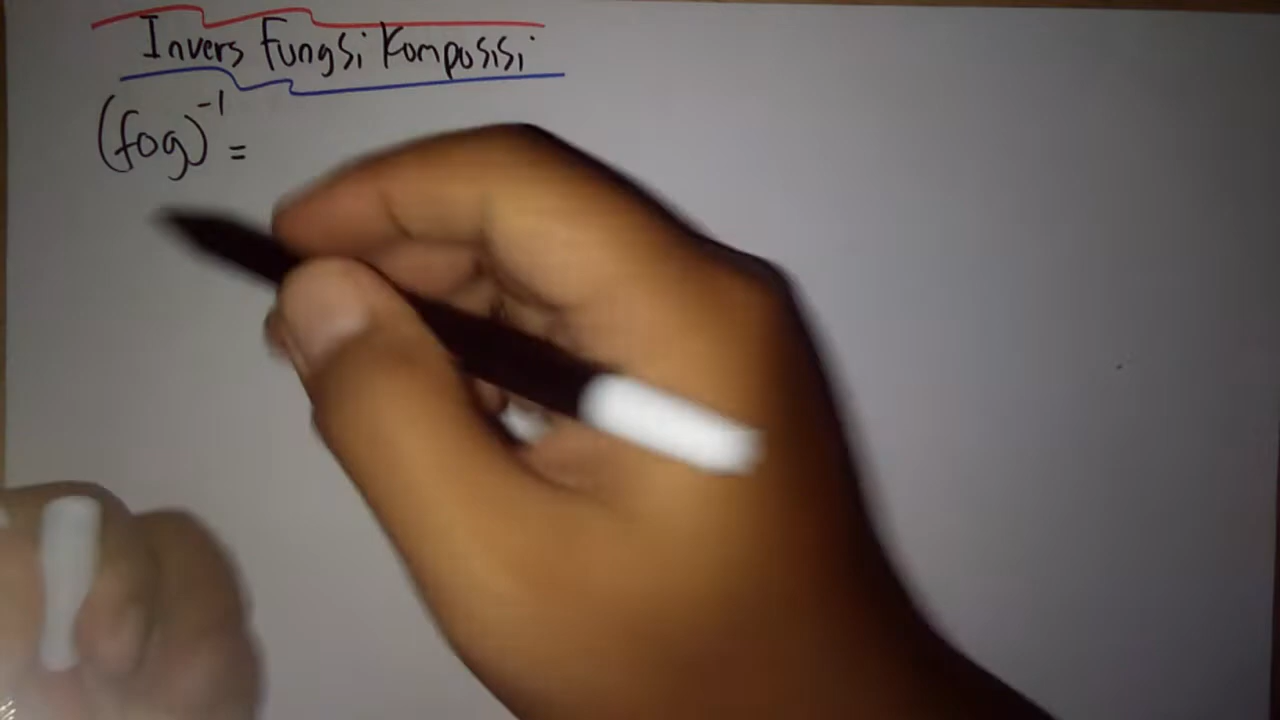 Invers Fungsi Komposisi
(fog)⁻¹ =